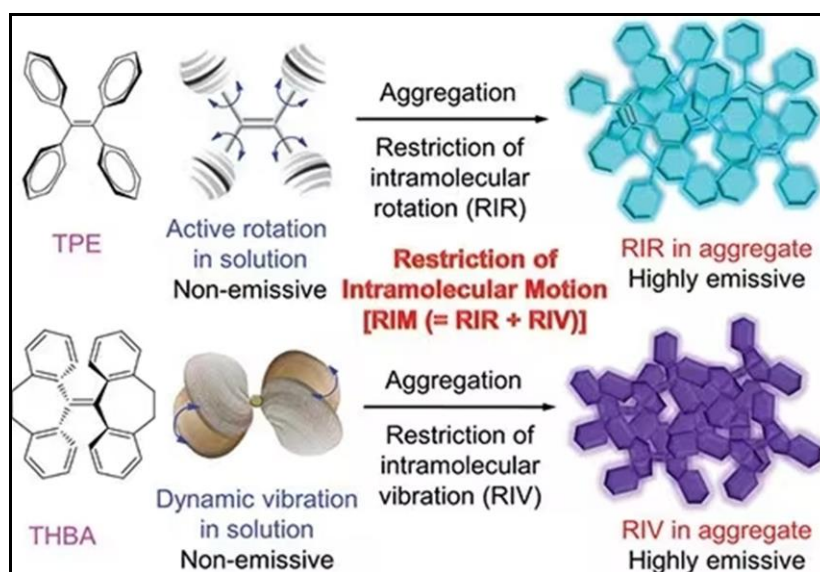 TPE
Active rotation
in solution
Non-emissive
Aggregation
Restriction of
intramolecular
rotation (RIR)
RIR in aggregate
Highly emissive
Restriction of
Intramolecular Motion
[RIM (= RIR + RIV)]
THBA
Dynamic vibration
in solution
Non-emissive
Aggregation
Restriction of
intramolecular
vibration (RIV)
RIV in aggregate
Highly emissive